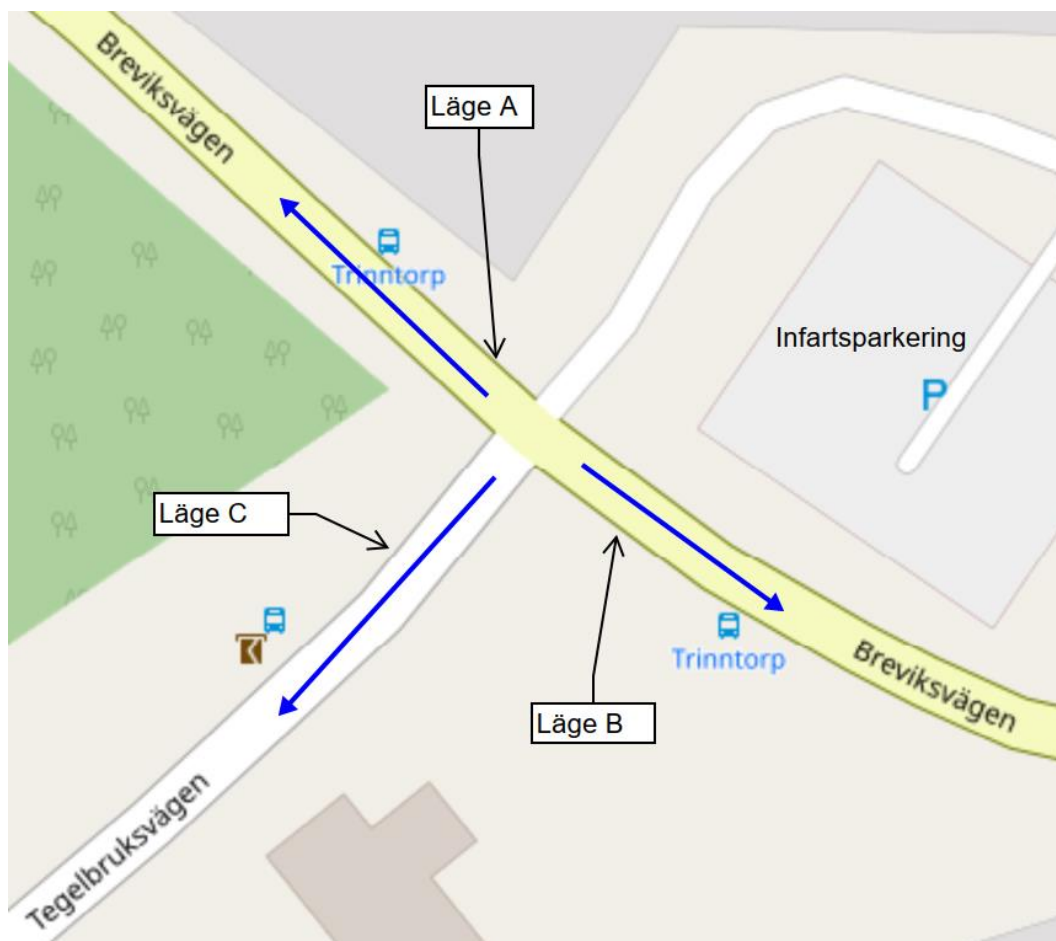 Breviksvägen
Läge A
Trinntorp
Infartsparkering
P
Läge C
Trinntorp
Breviksvägen
Läge B
Tegelbruksvägen